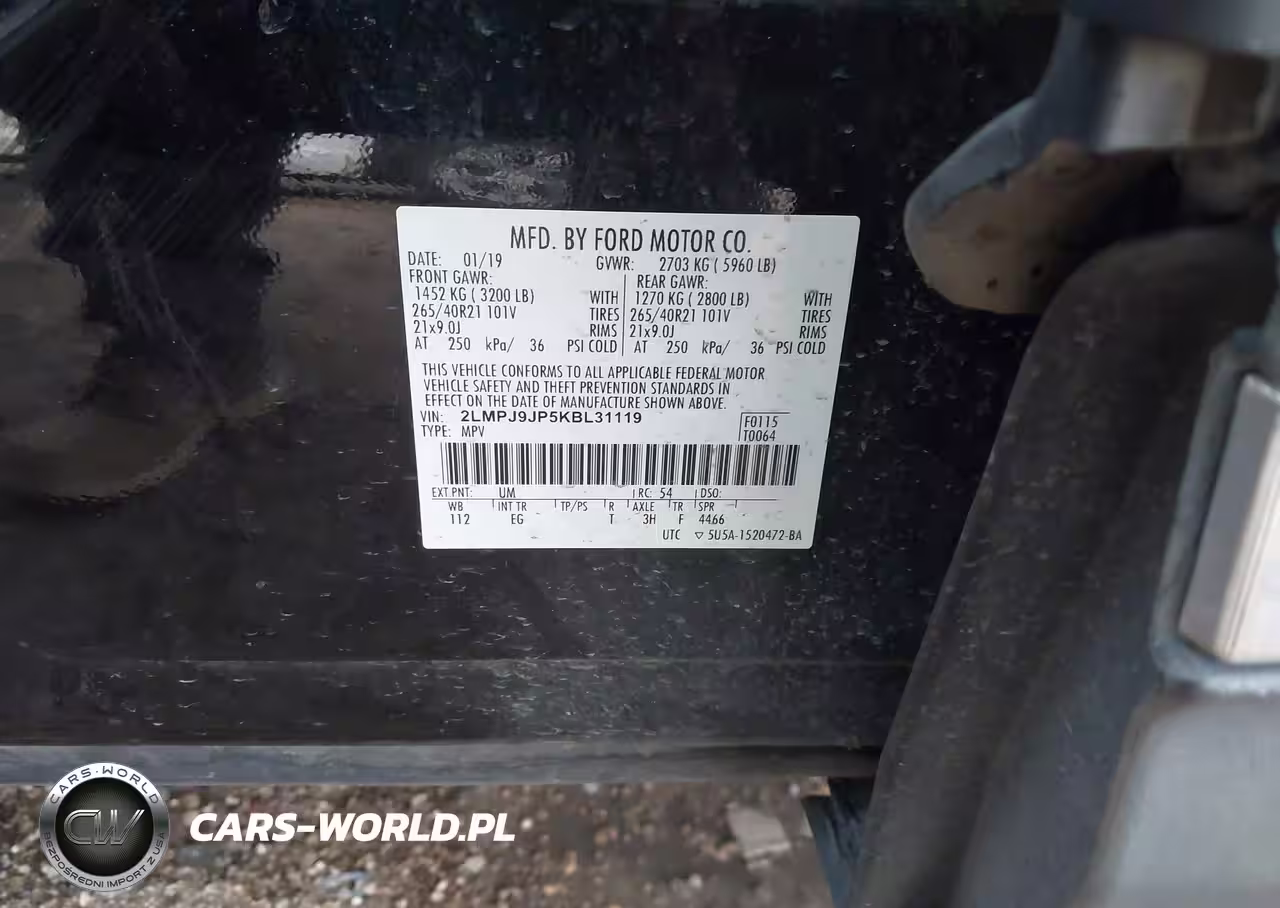 MFD. BY FORD MOTOR CO.
DATE: 01/19 GVWR: 2703 KG ( 5960 LB)
FRONT GAWR: REAR GAWR:
1452 KG ( 3200 LB) WITH 1270 KG ( 2800 LB) WITH
265/40R21 101V TIRES 265/40R21 101V TIRES
21x9.0J RIMS 21x9.0J RIMS
AT 250 kPa/ 36 PSI COLD AT 250 kPa/ 36 PSI COLD
THIS VEHICLE CONFORMS TO ALL APPLICABLE FEDERAL MOTOR
VEHICLE SAFETY AND THEFT PREVENTION STANDARDS IN
EFFECT ON THE DATE OF MANUFACTURE SHOWN ABOVE.
VIN: 2LMPJ9JP5KBL31119 F0115
TYPE: MPV T0064
EXT PNT: UM RC: 54 DSO:
WB INT TR TP/PS R AXLE TR SPR
112 EG T 3H F 4466
UTC ▽ 5U5A-1520472-BA
CARS-WORLD
CW
BEZPOŚREDNI IMPORT Z USA
CARS-WORLD.PL